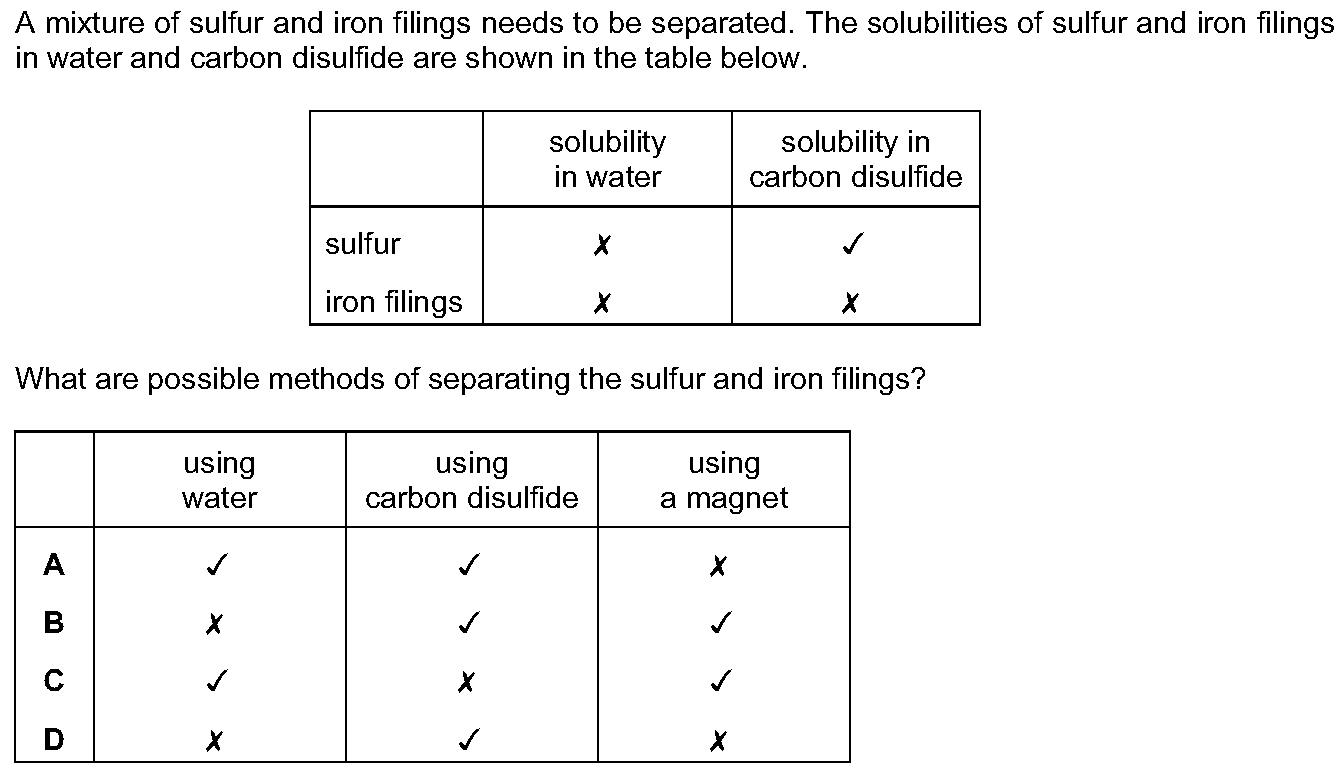 A mixture of sulfur and iron filings needs to be separated. The solubilities of sulfur and iron filings
in water and carbon disulfide are shown in the table below.
solubility in water solubility in carbon disulfide
sulfur ✗ ✓
iron filings ✗ ✗
What are possible methods of separating the sulfur and iron filings?
using water using carbon disulfide using a magnet
A ✓ ✓ ✗
B ✗ ✓ ✓
C ✓ ✗ ✓
D ✗ ✓ ✗